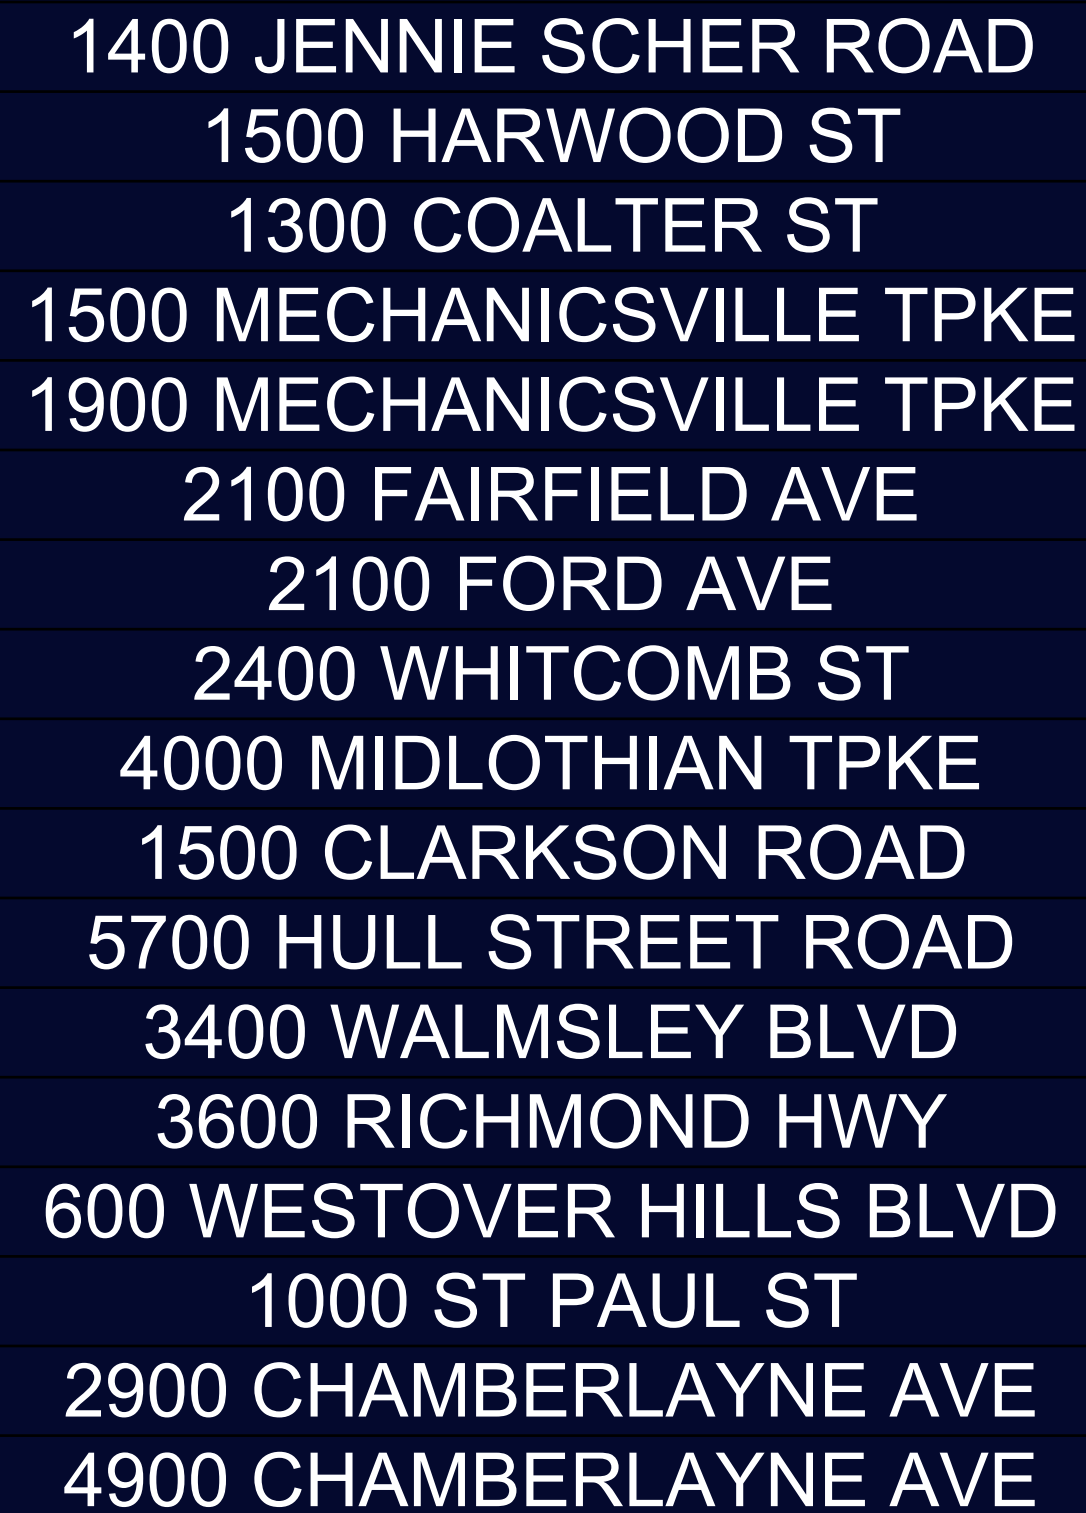 1400 JENNIE SCHER ROAD
1500 HARWOOD ST
1300 COALTER ST
1500 MECHANICSVILLE TPKE
1900 MECHANICSVILLE TPKE
2100 FAIRFIELD AVE
2100 FORD AVE
2400 WHITCOMB ST
4000 MIDLOTHIAN TPKE
1500 CLARKSON ROAD
5700 HULL STREET ROAD
3400 WALMSLEY BLVD
3600 RICHMOND HWY
600 WESTOVER HILLS BLVD
1000 ST PAUL ST
2900 CHAMBERLAYNE AVE
4900 CHAMBERLAYNE AVE